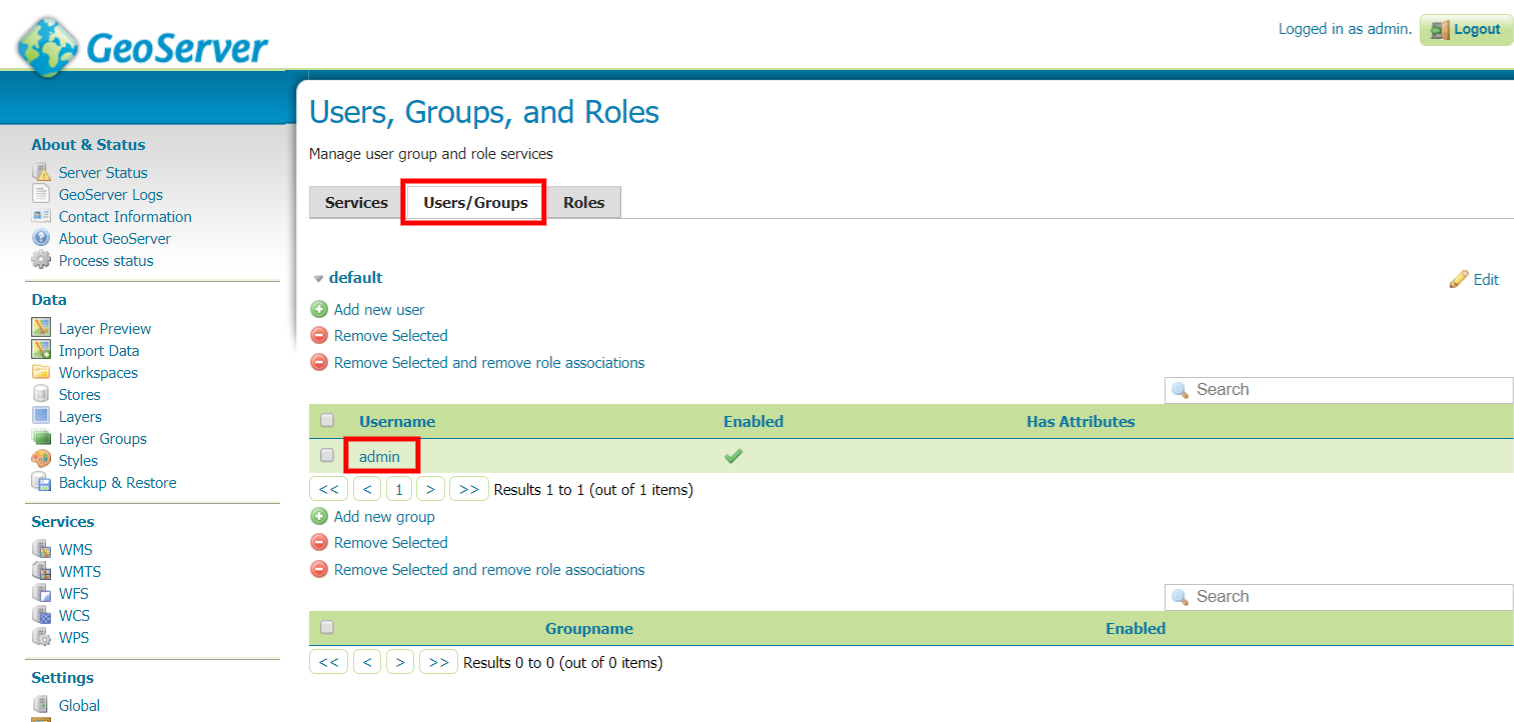 GeoServer
Logged in as admin.
Logout
About & Status
Server Status
GeoServer Logs
Contact Information
About GeoServer
Process status
Data
Layer Preview
Import Data
Workspaces
Stores
Layers
Layer Groups
Styles
Backup & Restore
Services
WMS
WMTS
WFS
WCS
WPS
Settings
Global
Users, Groups, and Roles
Manage user group and role services
Services Users/Groups Roles
default
Edit
Add new user
Remove Selected
Remove Selected and remove role associations
Search
Username Enabled Has Attributes
admin
<< < 1 > >> Results 1 to 1 (out of 1 items)
Add new group
Remove Selected
Remove Selected and remove role associations
Search
Groupname Enabled
<< < > >> Results 0 to 0 (out of 0 items)